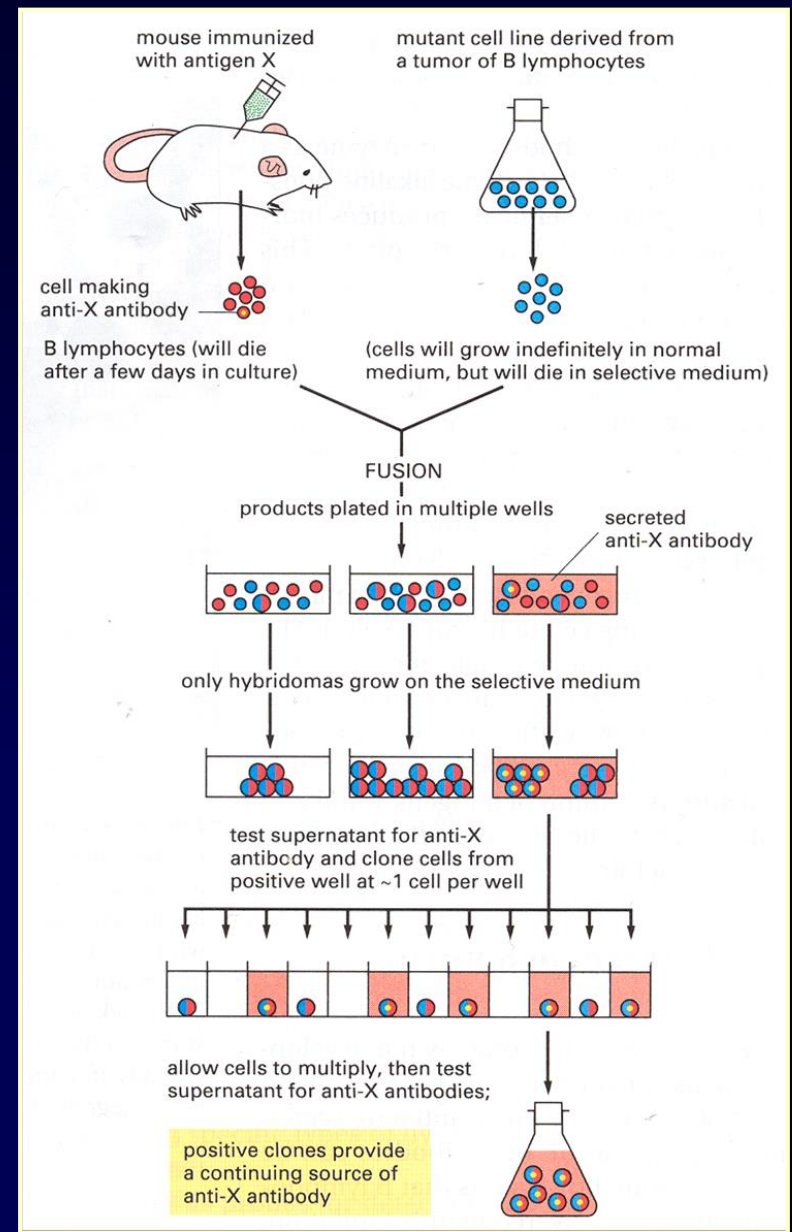 mouse immunized
with antigen X
mutant cell line derived from
a tumor of B lymphocytes
cell making
anti-X antibody
B lymphocytes (will die
after a few days in culture)
(cells will grow indefinitely in normal
medium, but will die in selective medium)
FUSION
products plated in multiple wells
secreted
anti-X antibody
only hybridomas grow on the selective medium
test supernatant for anti-X
antibody and clone cells from
positive well at ~1 cell per well
allow cells to multiply, then test
supernatant for anti-X antibodies;
positive clones provide
a continuing source of
anti-X antibody